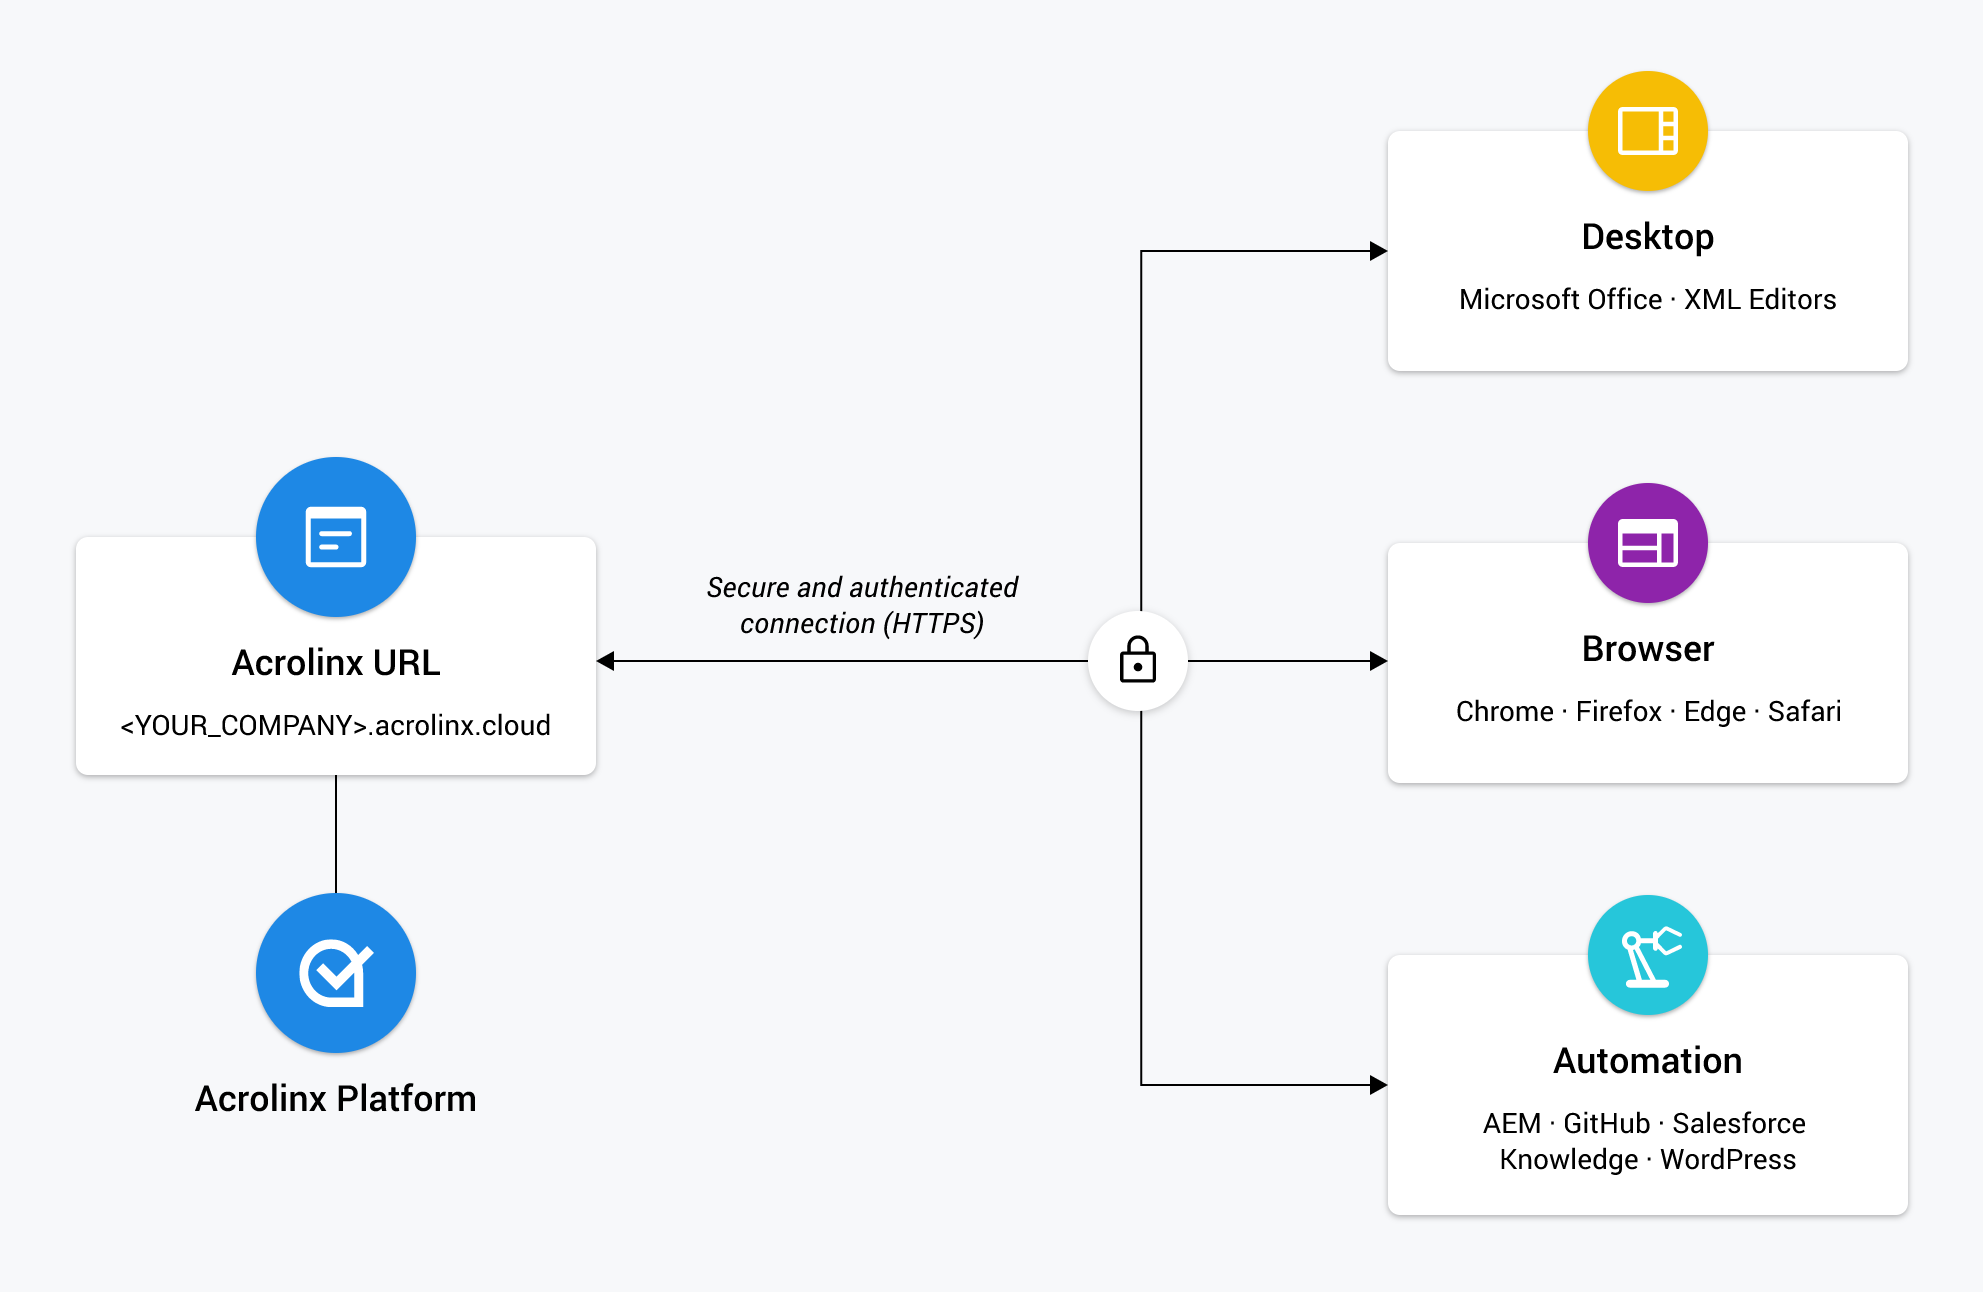 Desktop
Microsoft Office · XML Editors
Acrolinx URL
<YOUR_COMPANY>.acrolinx.cloud
Secure and authenticated
connection (HTTPS)
Browser
Chrome · Firefox · Edge · Safari
Acrolinx Platform
Automation
AEM · GitHub · Salesforce
Knowledge · WordPress